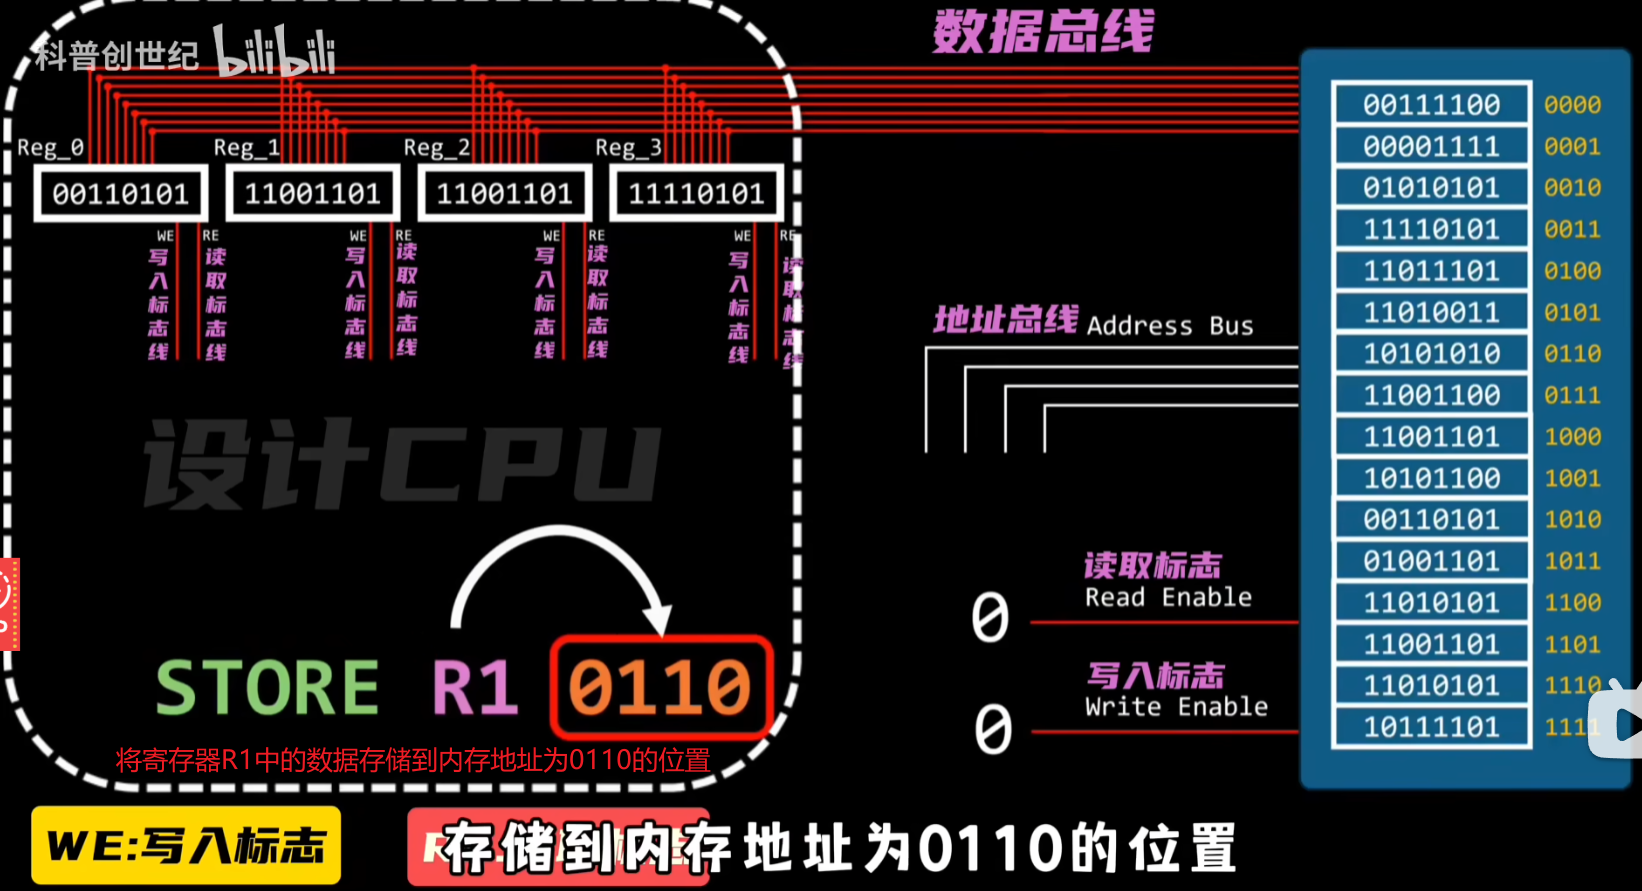 科普创世纪 bilibili
数据总线
Reg_0
Reg_1
Reg_2
Reg_3
00110101
11001101
11001101
11110101
WE
RE
WE
RE
WE
RE
WE
RE
写入标志线
读取标志线
写入标志线
读取标志线
写入标志线
读取标志线
写入标志线
读取标志线
00111100 0000
00001111 0001
01010101 0010
11110101 0011
11011101 0100
11010011 0101
10101010 0110
11001100 0111
11001101 1000
10101100 1001
00110101 1010
01001101 1011
11010101 1100
11001101 1101
11010101 1110
10111101 1111
地址总线 Address Bus
设计CPU
读取标志
Read Enable
0
写入标志
Write Enable
0
STORE R1 0110
将寄存器R1中的数据存储到内存地址为0110的位置
WE:写入标志
存储到内存地址为0110的位置